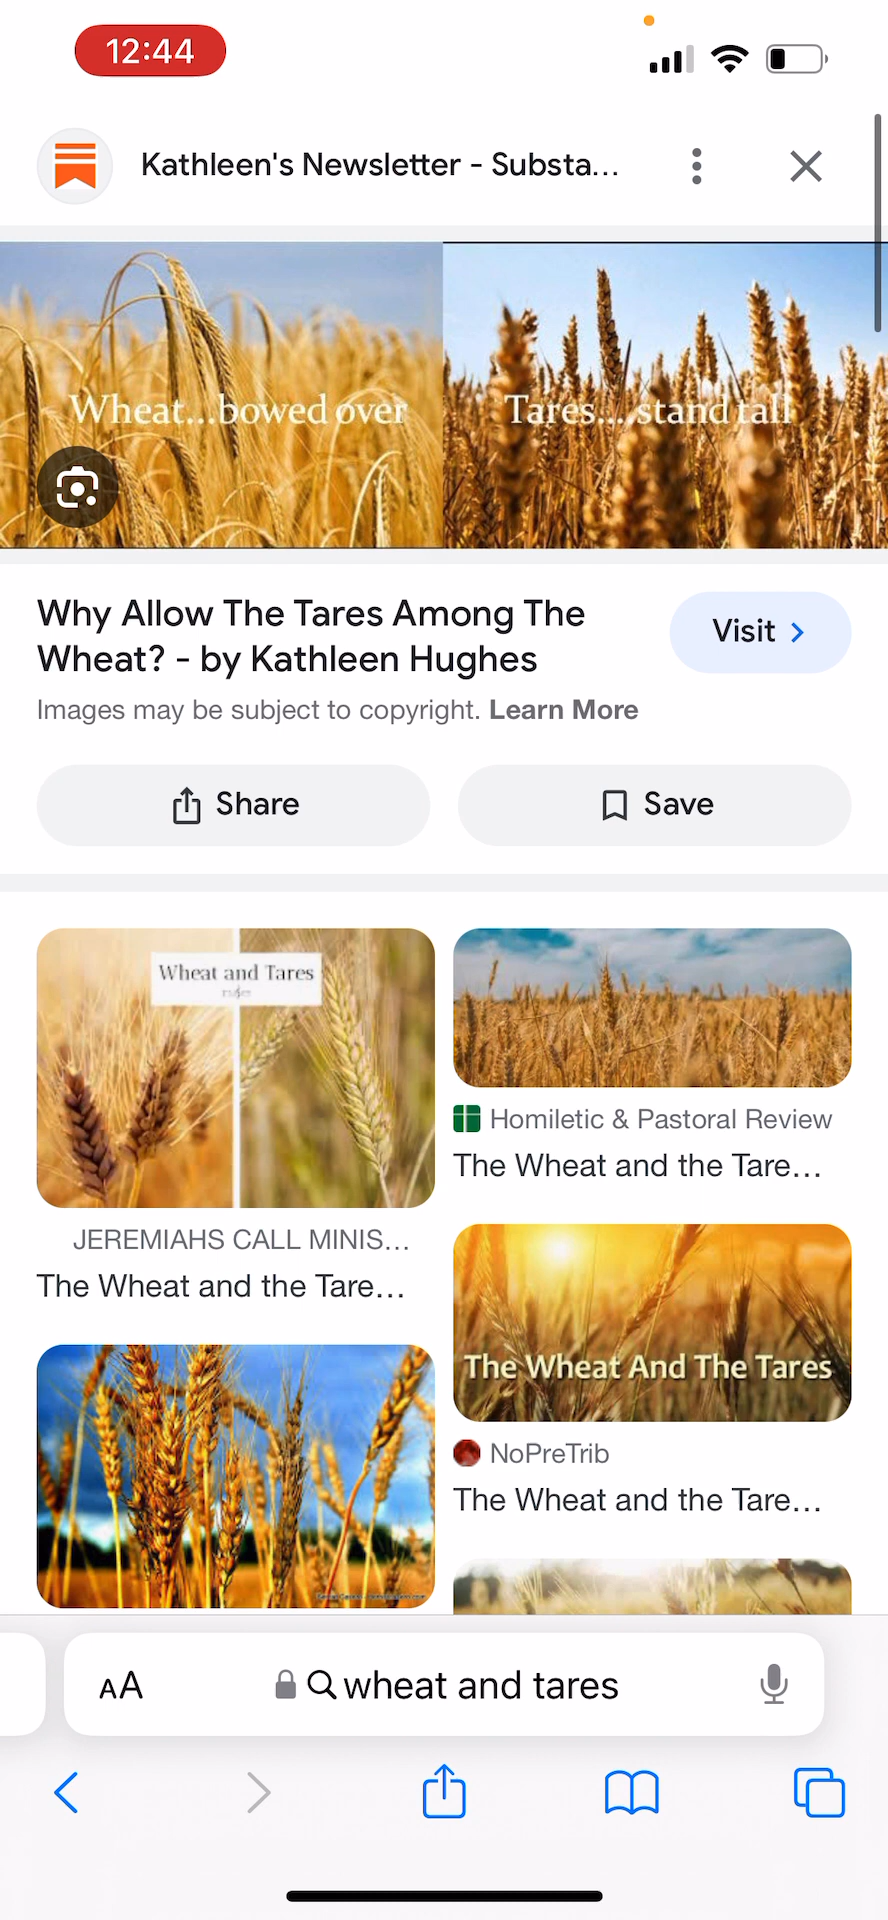 12:44
Kathleen's Newsletter - Substa...
Wheat...bowed over
Tares....stand tall
Why Allow The Tares Among The
Wheat? - by Kathleen Hughes
Visit
Images may be subject to copyright. Learn More
Share
Save
Wheat and Tares
JEREMIAHS CALL MINIS...
The Wheat and the Tare...
Homiletic & Pastoral Review
The Wheat and the Tare...
The Wheat And The Tares
NoPreTrib
The Wheat and the Tare...
AA
wheat and tares